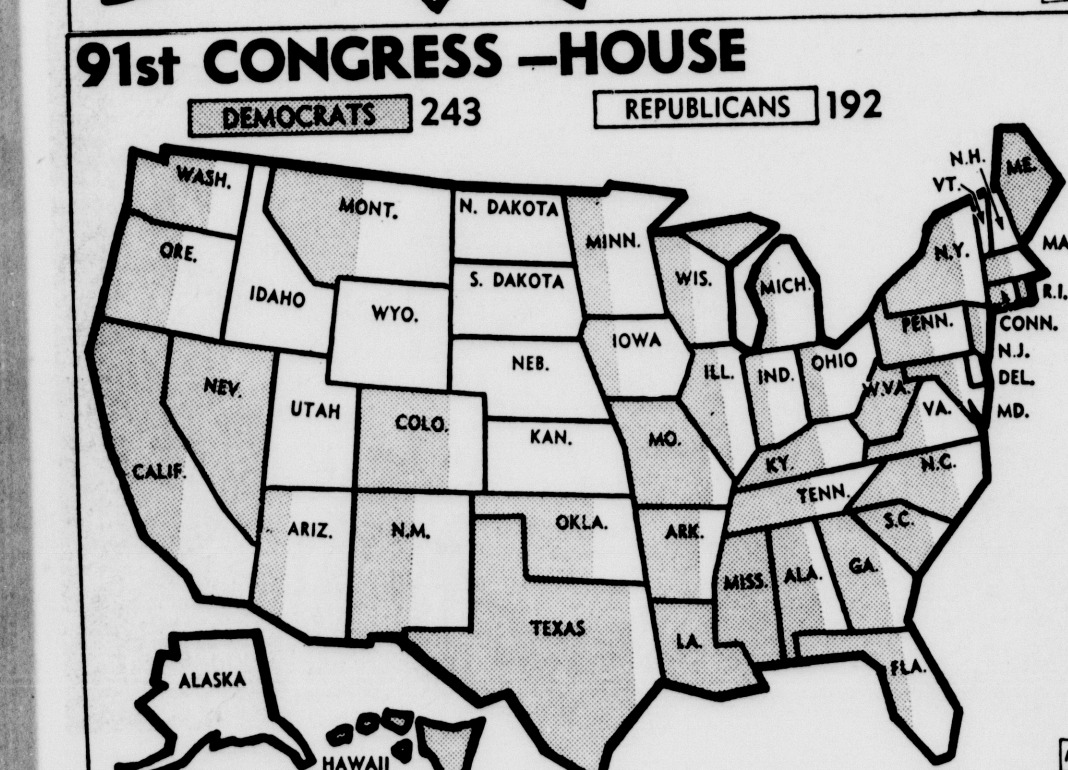 91st CONGRESS —HOUSE
DEMOCRATS 243 REPUBLICANS 192
N.H.
ME.
VT.
WASH.
MONT.
N. DAKOTA
MINN.
ORE.
N.Y.
MA
WIS.
MICH.
S. DAKOTA
IDAHO
WYO.
R.I.
PENN.
CONN.
IOWA
N.J.
NEB.
ILL.
IND.
OHIO
DEL.
NEV.
W.VA.
UTAH
COLO.
VA.
MD.
KAN.
MO.
CALIF.
KY.
N.C.
TENN.
ARIZ.
N.M.
OKLA.
ARK.
S.C.
MISS.
ALA.
GA.
TEXAS
LA.
FLA.
ALASKA
HAWAII